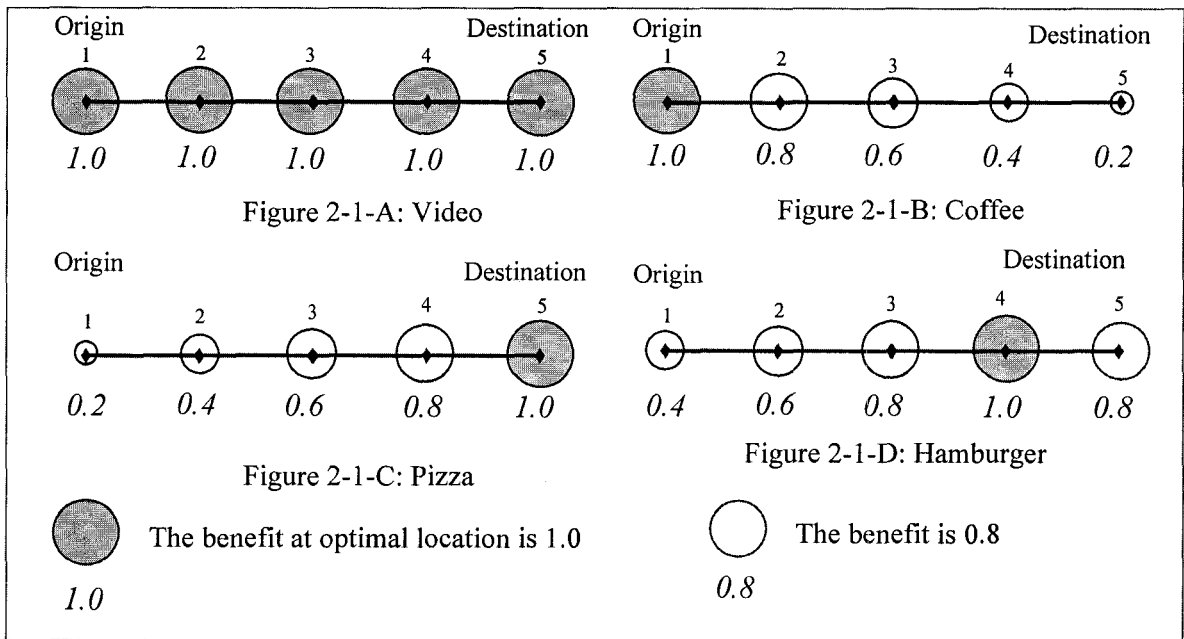 Origin Destination
1 2 3 4 5
1.0 1.0 1.0 1.0 1.0
Figure 2-1-A: Video
Origin Destination
1 2 3 4 5
1.0 0.8 0.6 0.4 0.2
Figure 2-1-B: Coffee
Origin Destination
1 2 3 4 5
0.2 0.4 0.6 0.8 1.0
Figure 2-1-C: Pizza
Origin Destination
1 2 3 4 5
0.4 0.6 0.8 1.0 0.8
Figure 2-1-D: Hamburger
The benefit at optimal location is 1.0
1.0
The benefit is 0.8
0.8